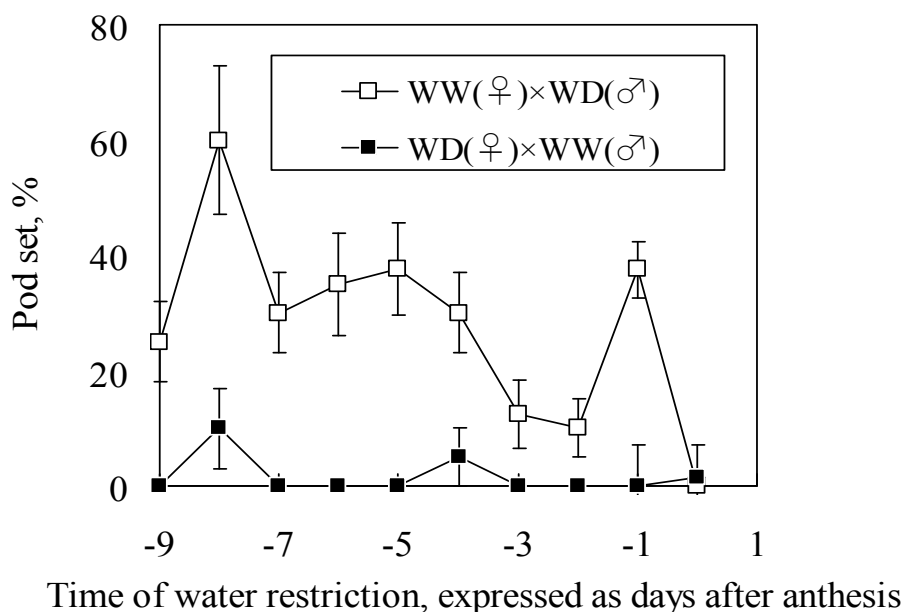 80
60
40
20
0
Pod set, %
WW(♀)×WD(♂)
WD(♀)×WW(♂)
-9 -7 -5 -3 -1 1
Time of water restriction, expressed as days after anthesis